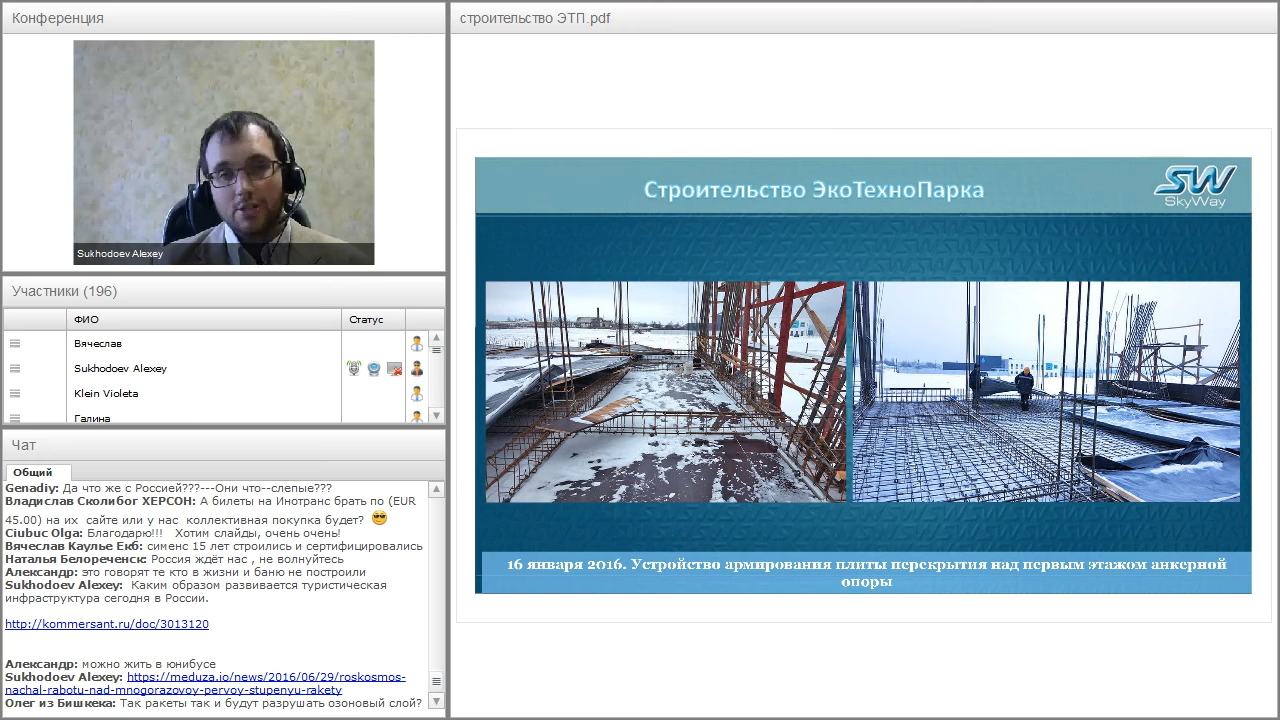 Конференция
Sukhodoev Alexey
Участники (196)
ФИО
Статус
Вячеслав
Sukhodoev Alexey
Klein Violeta
Галина
Чат
Общий
Genadiy: Да что же с Россией???---Они что--слепые???
Владислав Сколибог ХЕРСОН: А билеты на Инотранс брать по (EUR
45.00) на их сайте или у нас коллективная покупка будет?
Ciubuc Olga: Благодарю!!! Хотим слайды, очень очень!
Вячеслав Каулье Екб: сименс 15 лет строились и сертифицировались
Наталья Белореченск: Россия ждёт нас , не волнуйтесь
Александр: это говорят те кто в жизни и баню не построили
Sukhodoev Alexey: Каким образом развивается туристическая
инфраструктура сегодня в России.
http://kommersant.ru/doc/3013120
Александр: можно жить в юнибусе
Sukhodoev Alexey: https://meduza.io/news/2016/06/29/roskosmos-
nachal-rabotu-nad-mnogorazovoy-pervoy-stupenyu-rakety
Олег из Бишкека: Так ракеты так и будут разрушать озоновый слой?
строительство ЭТП.pdf
Строительство ЭкоТехноПарка
SW
SkyWay
16 января 2016. Устройство армирования плиты перекрытия над первым этажом анкерной
опоры